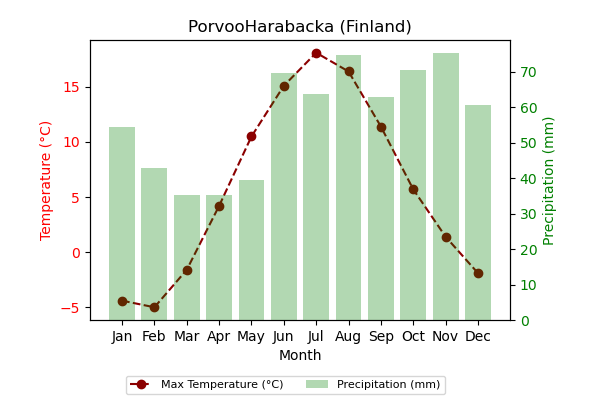 PorvooHarabacka (Finland)
Temperature (°C)
15
10
5
0
−5
70
60
50
40
30
20
10
0
Precipitation (mm)
Jan Feb Mar Apr May Jun Jul Aug Sep Oct Nov Dec
Month
Max Temperature (°C) Precipitation (mm)